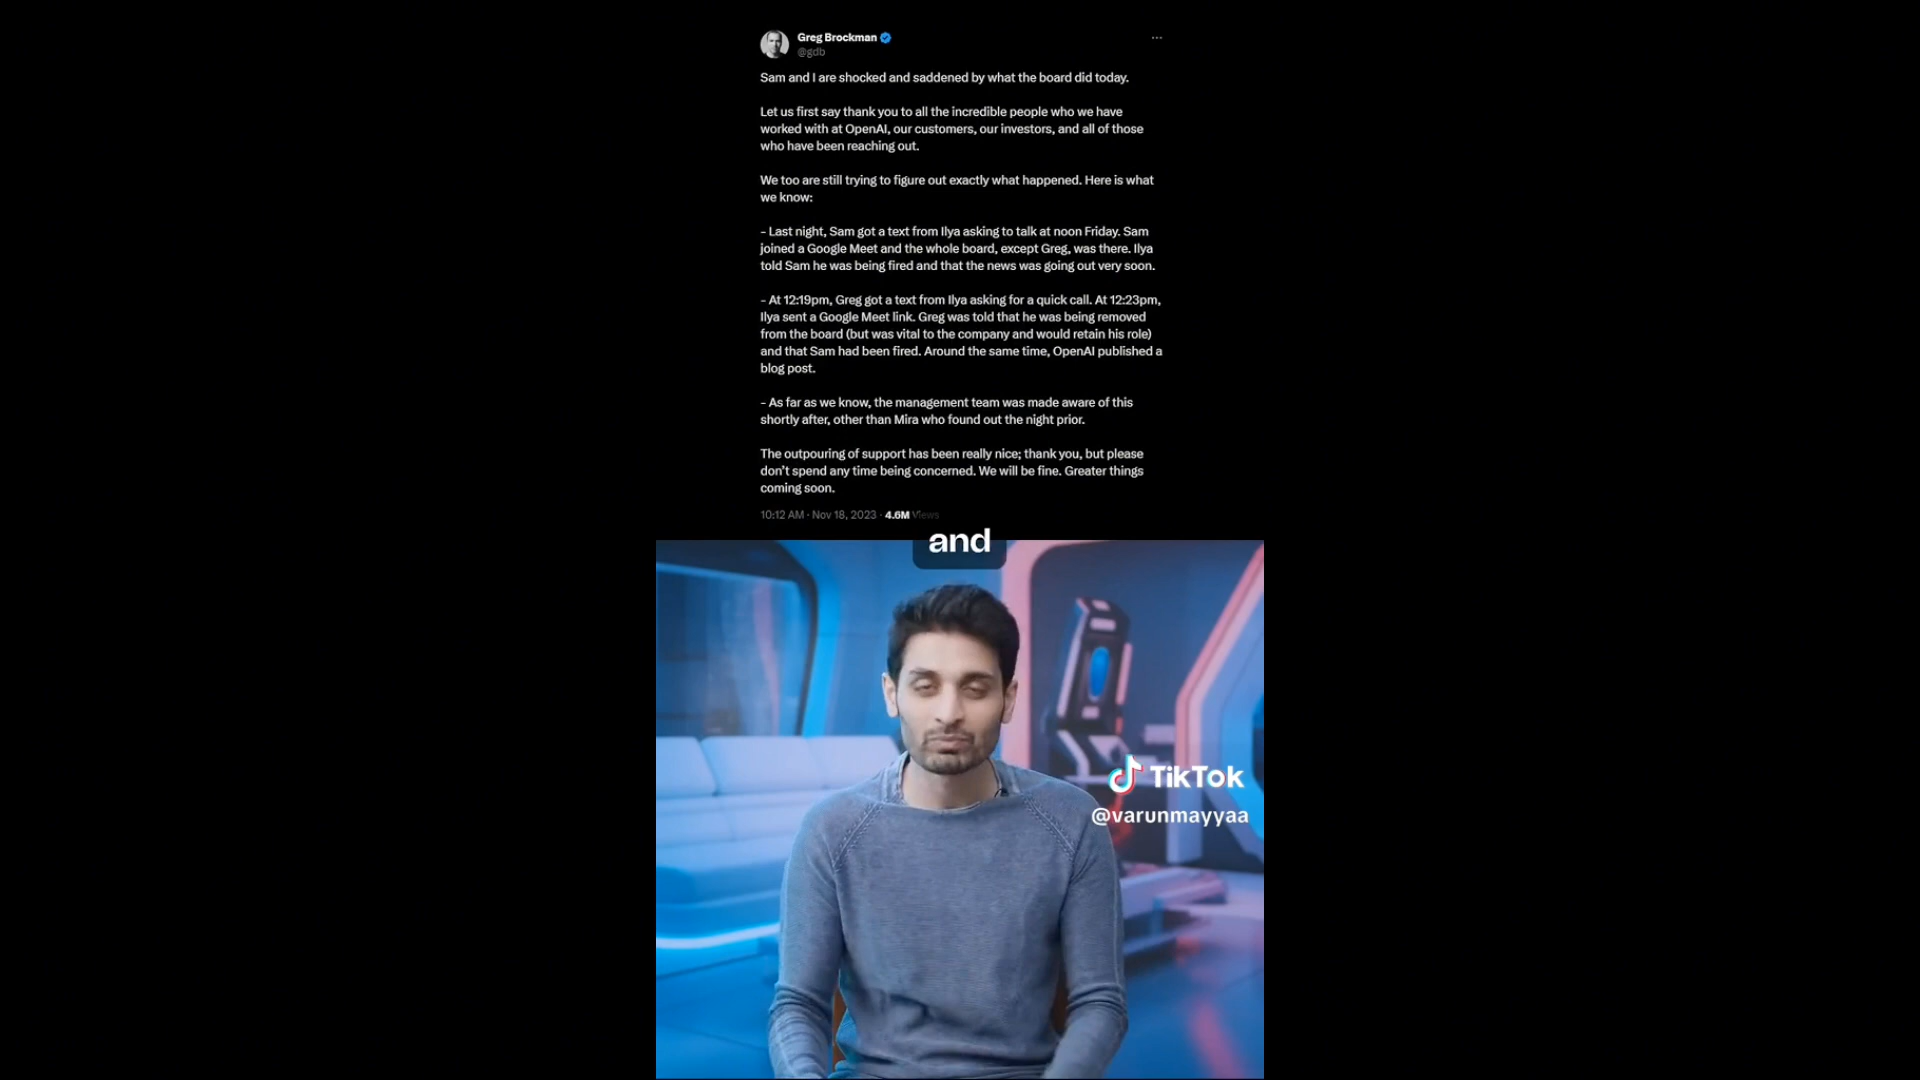 Greg Brockman
@gdb
Sam and I are shocked and saddened by what the board did today.
Let us first say thank you to all the incredible people who we have
worked with at OpenAI, our customers, our investors, and all of those
who have been reaching out.
We too are still trying to figure out exactly what happened. Here is what
we know:
- Last night, Sam got a text from Ilya asking to talk at noon Friday. Sam
joined a Google Meet and the whole board, except Greg, was there. Ilya
told Sam he was being fired and that the news was going out very soon.
- At 12:19pm, Greg got a text from Ilya asking for a quick call. At 12:23pm,
Ilya sent a Google Meet link. Greg was told that he was being removed
from the board (but was vital to the company and would retain his role)
and that Sam had been fired. Around the same time, OpenAI published a
blog post.
- As far as we know, the management team was made aware of this
shortly after, other than Mira who found out the night prior.
The outpouring of support has been really nice; thank you, but please
don't spend any time being concerned. We will be fine. Greater things
coming soon.
10:12 AM · Nov 18, 2023 · 4.6M Views
and
TikTok
@varunmayyaa